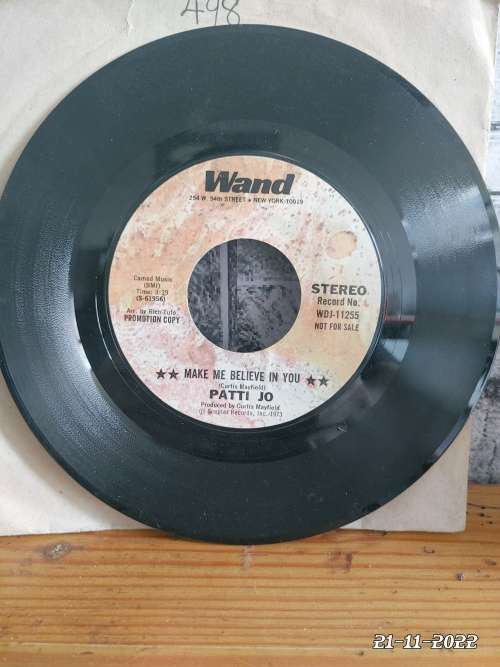 498
Wand
254 W. 54th STREET • NEW YORK-10019
Camad Music
(BMI)
Time: 3:19
(S-61956)
Arr. by Rich Tufo
PROMOTION COPY
STEREO
Record No.
WDJ-11255
NOT FOR SALE
★★ MAKE ME BELIEVE IN YOU ★★
(Curtis Mayfield)
PATTI JO
Produced by Curtis Mayfield
Ⓟ Scepter Records, Inc. 1973
21-11-2022